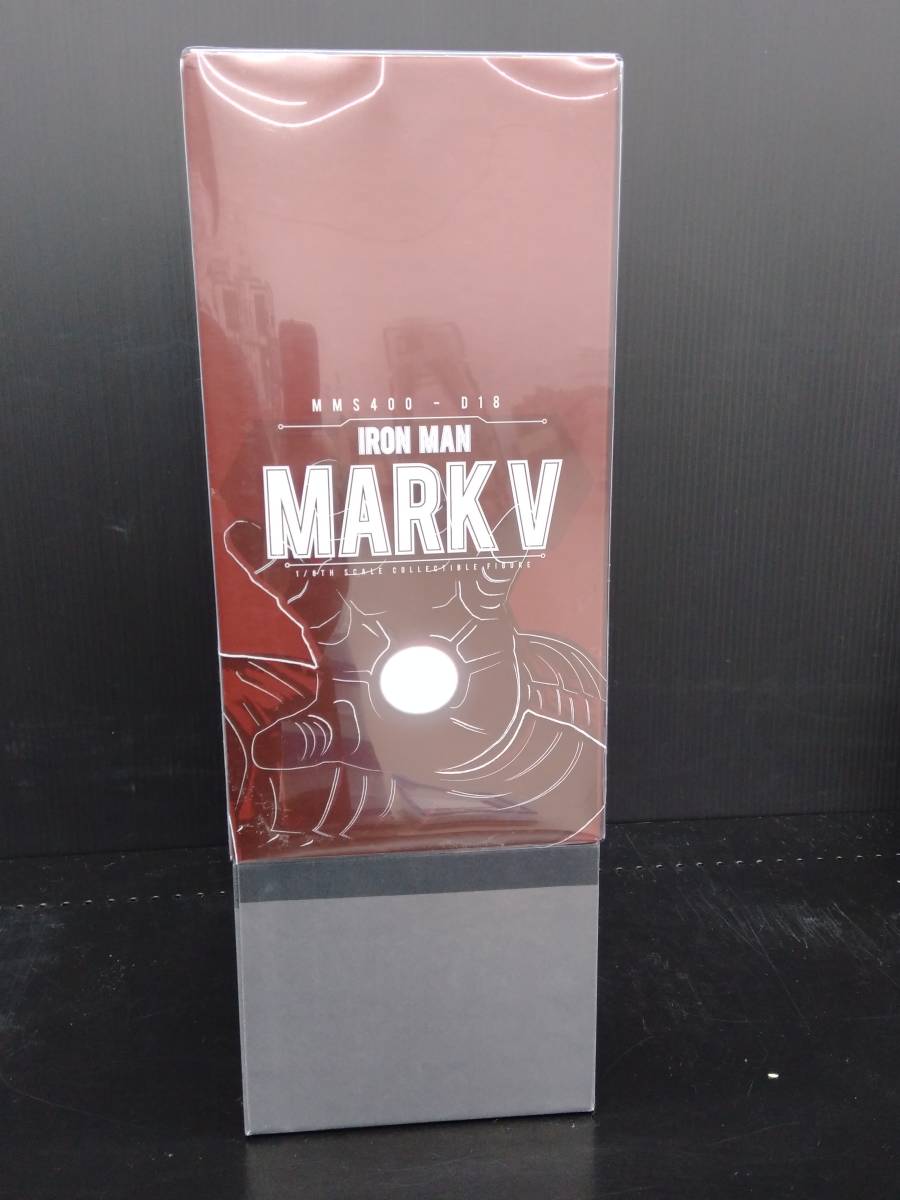 MMS400 - D18
IRON MAN
MARK V
1/6TH SCALE COLLECTIBLE FIGURE